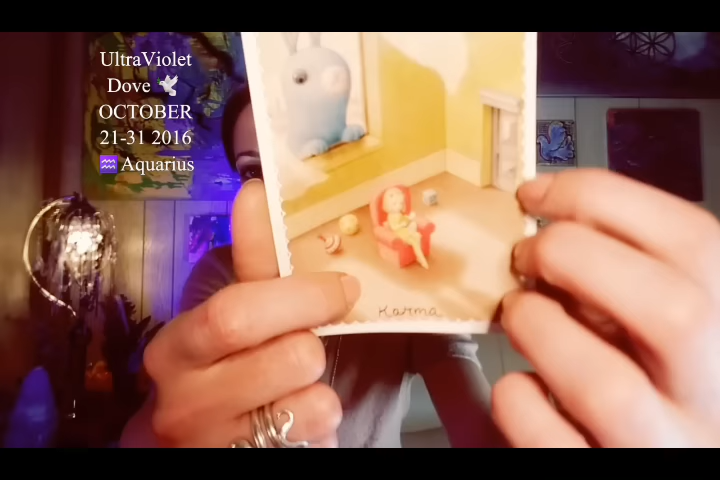 UltraViolet
Dove 🕊
OCTOBER
21-31 2016
♒ Aquarius
Karma